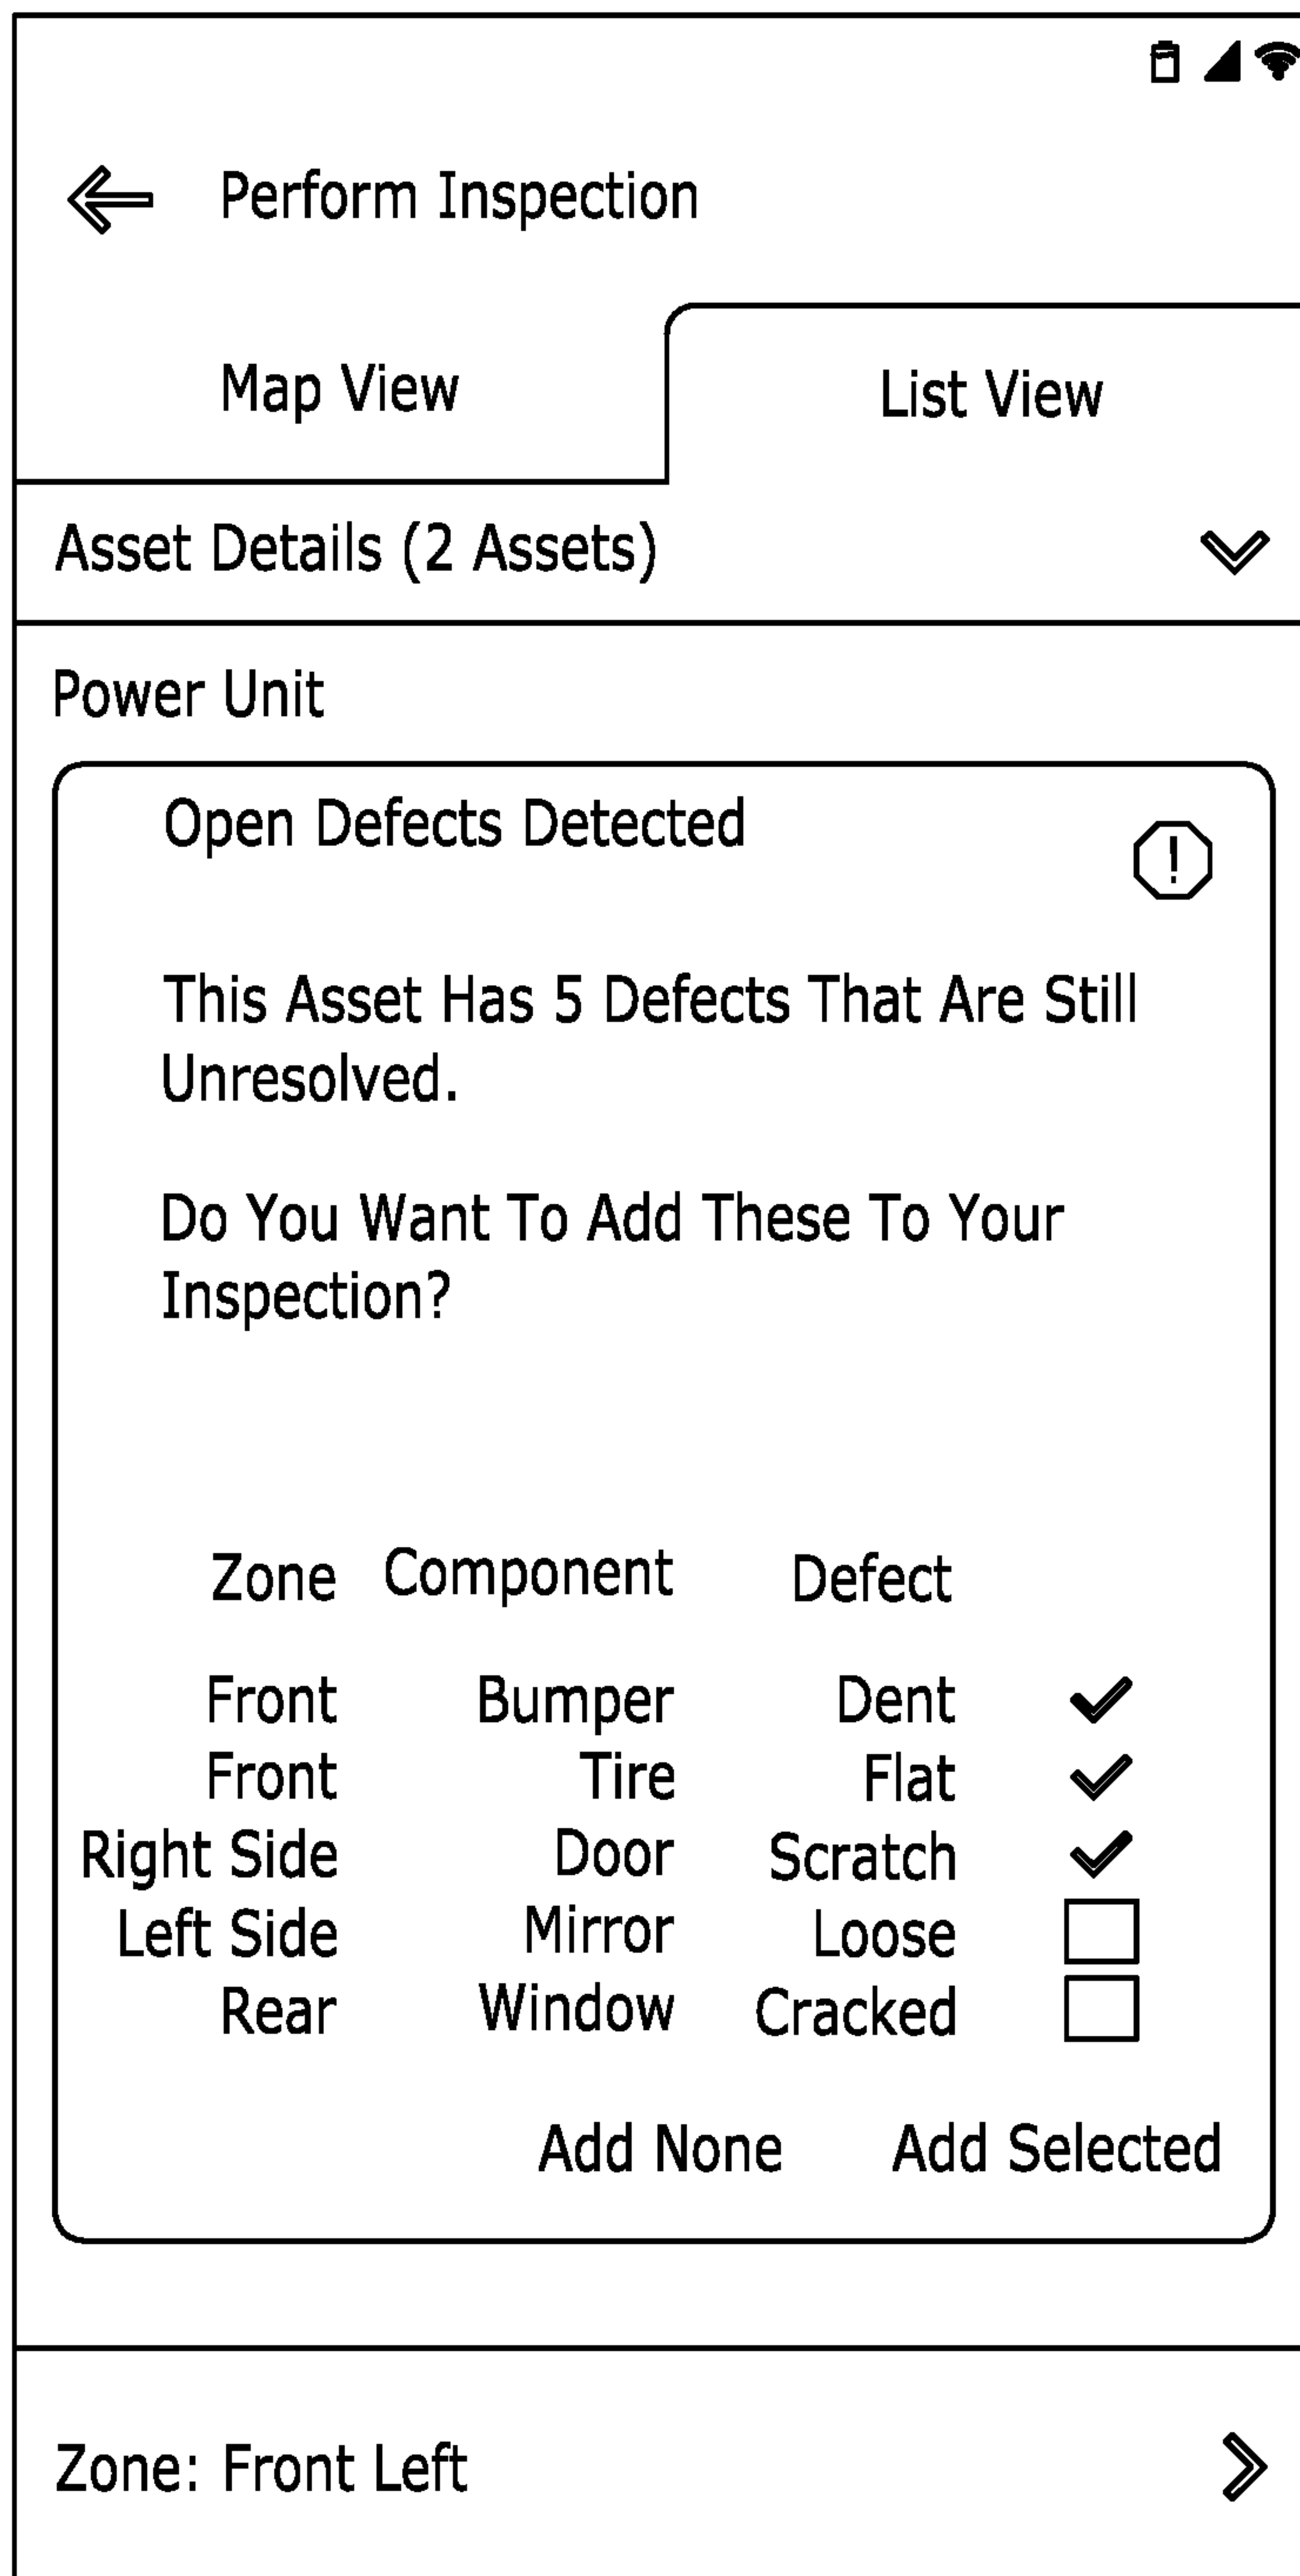 Perform Inspection
Map View
List View
Asset Details (2 Assets)
Power Unit
Open Defects Detected
!
This Asset Has 5 Defects That Are Still
Unresolved.
Do You Want To Add These To Your
Inspection?
Zone Component Defect
Front Bumper Dent
Front Tire Flat
Right Side Door Scratch
Left Side Mirror Loose
Rear Window Cracked
Add None Add Selected
Zone: Front Left